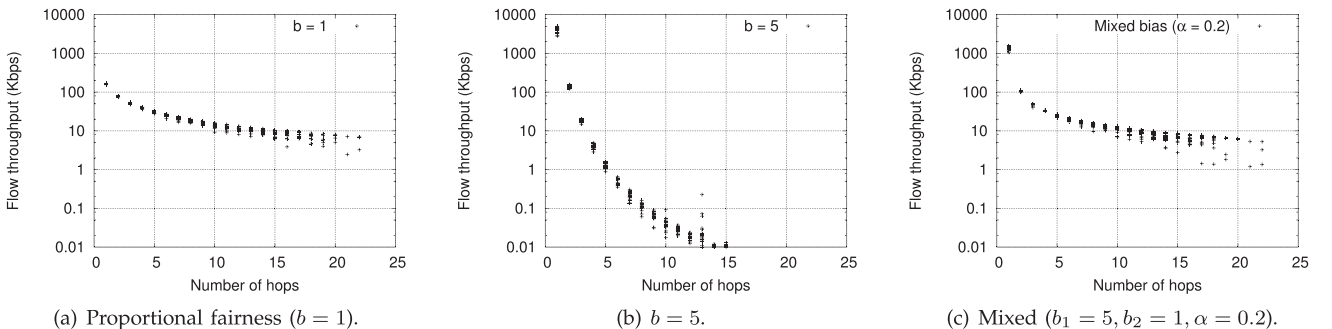 Flow throughput (Kbps)
10000
1000
100
10
1
0.1
0.01
b = 1
0 5 10 15 20 25
Number of hops
(a) Proportional fairness (b = 1).
Flow throughput (Kbps)
10000
1000
100
10
1
0.1
0.01
b = 5
0 5 10 15 20 25
Number of hops
(b) b = 5.
Flow throughput (Kbps)
10000
1000
100
10
1
0.1
0.01
Mixed bias (α = 0.2)
0 5 10 15 20 25
Number of hops
(c) Mixed (b₁ = 5, b₂ = 1, α = 0.2).